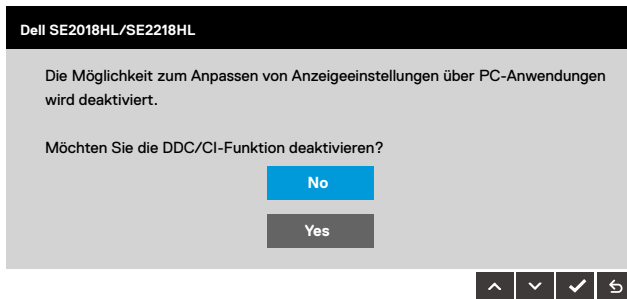 Dell SE2018HL/SE2218HL
Die Möglichkeit zum Anpassen von Anzeigeeinstellungen über PC-Anwendungen
wird deaktiviert.
Möchten Sie die DDC/CI-Funktion deaktivieren?
No
Yes